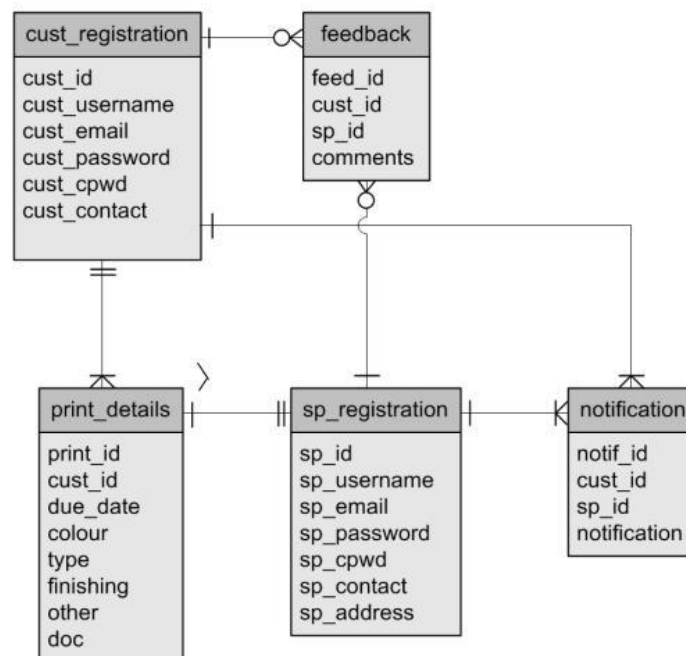 cust_registration
cust_id
cust_username
cust_email
cust_password
cust_cpwd
cust_contact
feedback
feed_id
cust_id
sp_id
comments
print_details
print_id
cust_id
due_date
colour
type
finishing
other
doc
sp_registration
sp_id
sp_username
sp_email
sp_password
sp_cpwd
sp_contact
sp_address
notification
notif_id
cust_id
sp_id
notification